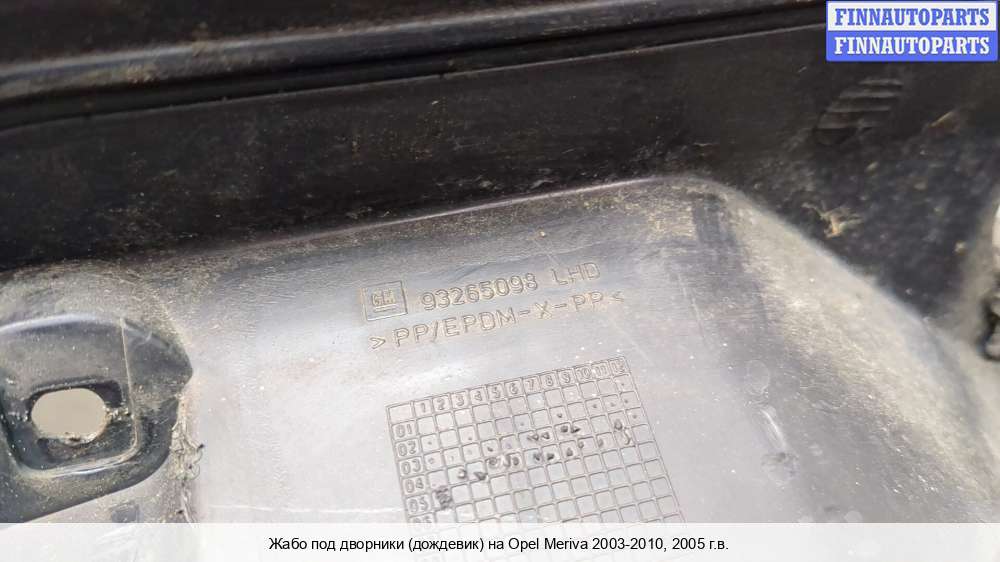 FINNAUTOPARTS
FINNAUTOPARTS
GM 93265098 LHD
>PP/EPDM-X-PP<
1 2 3 4 5 6 7 8 9 10 11 12
01
02
03
04
05
Жабо под дворники (дождевик) на Opel Meriva 2003-2010, 2005 г.в.